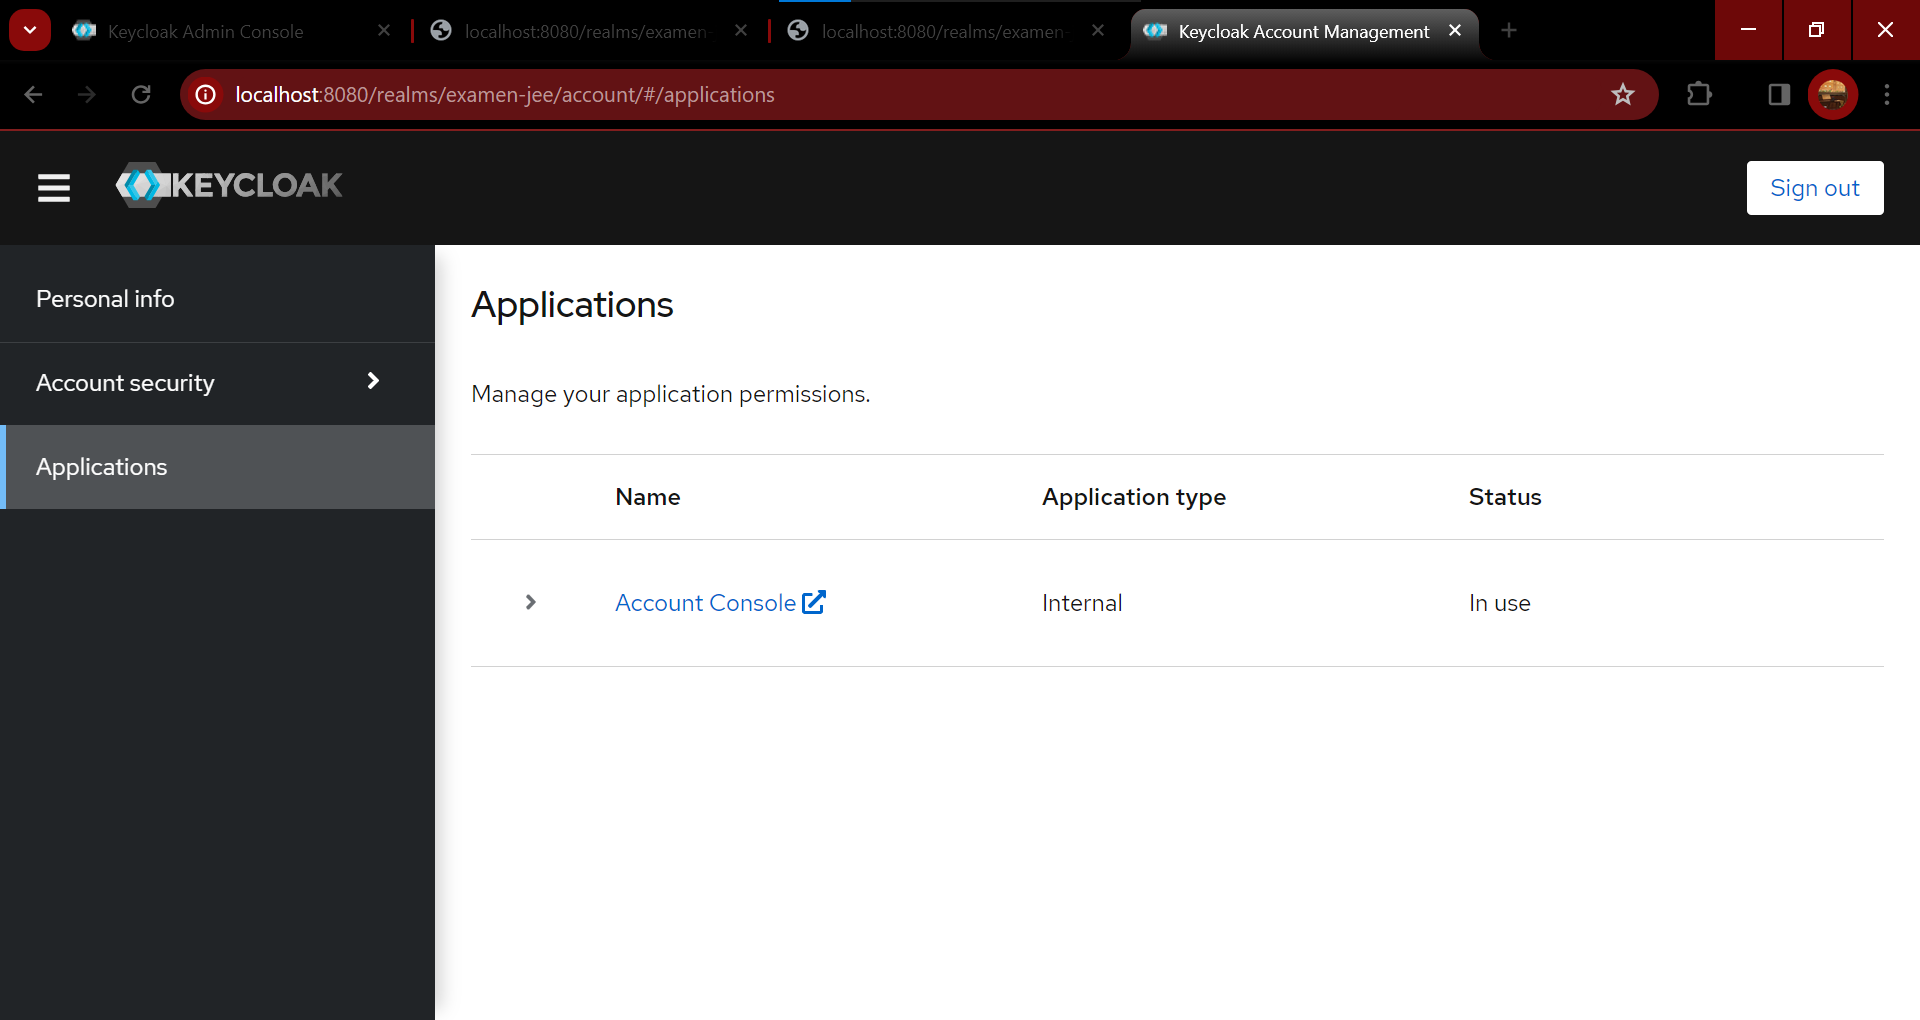 Keycloak Admin Console
localhost:8080/realms/examen-
localhost:8080/realms/examen-
Keycloak Account Management
localhost:8080/realms/examen-jee/account/#/applications
KEYCLOAK
Sign out
Personal info
Account security
Applications
Applications
Manage your application permissions.
Name Application type Status
Account Console Internal In use